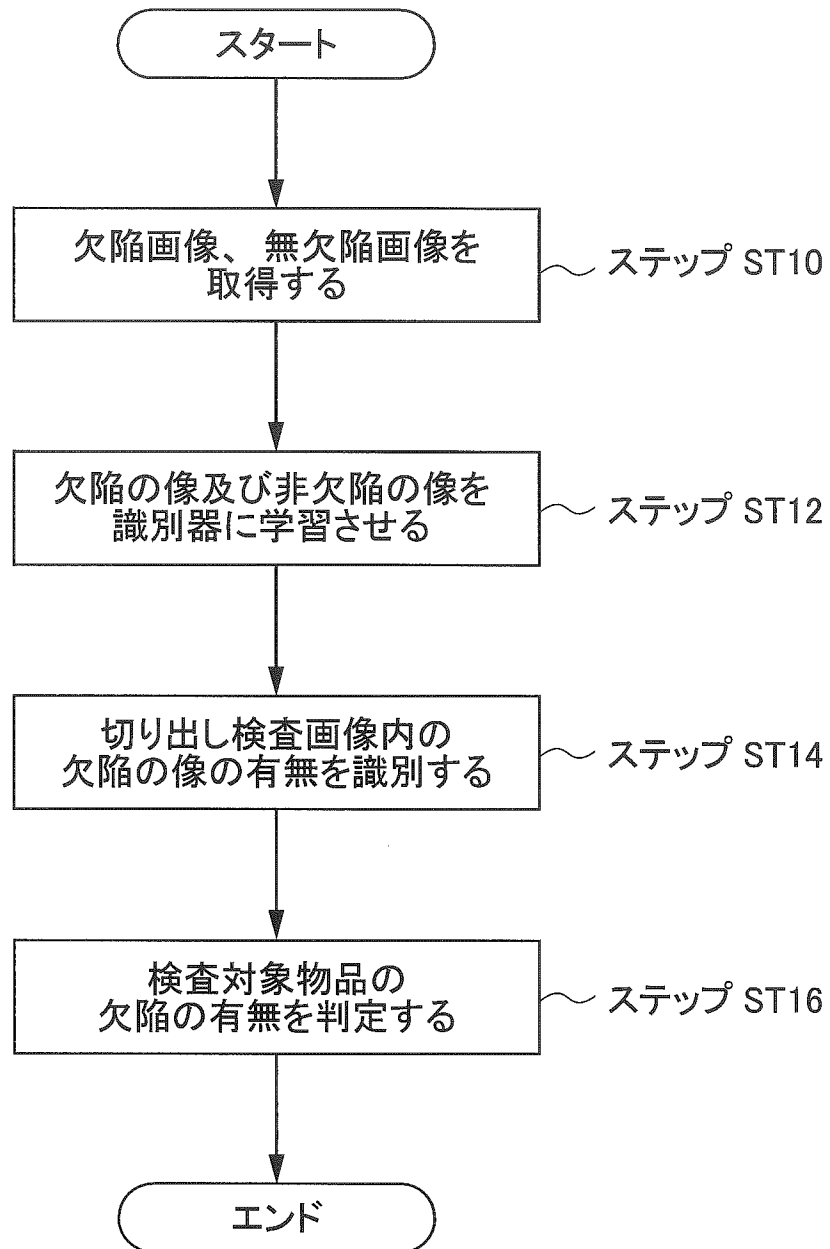 スタート
欠陥画像、無欠陥画像を
取得する
ステップ ST10
欠陥の像及び非欠陥の像を
識別器に学習させる
ステップ ST12
切り出し検査画像内の
欠陥の像の有無を識別する
ステップ ST14
検査対象物品の
欠陥の有無を判定する
ステップ ST16
エンド